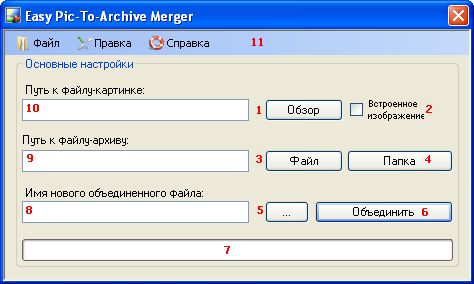 Easy Pic-To-Archive Merger
Файл Правка Справка 11
Основные настройки
Путь к файлу-картинке:
10 1 Обзор Встроенное 2
изображение
Путь к файлу-архиву:
9 3 Файл Папка 4
Имя нового объединенного файла:
8 5 ... Объединить 6
7